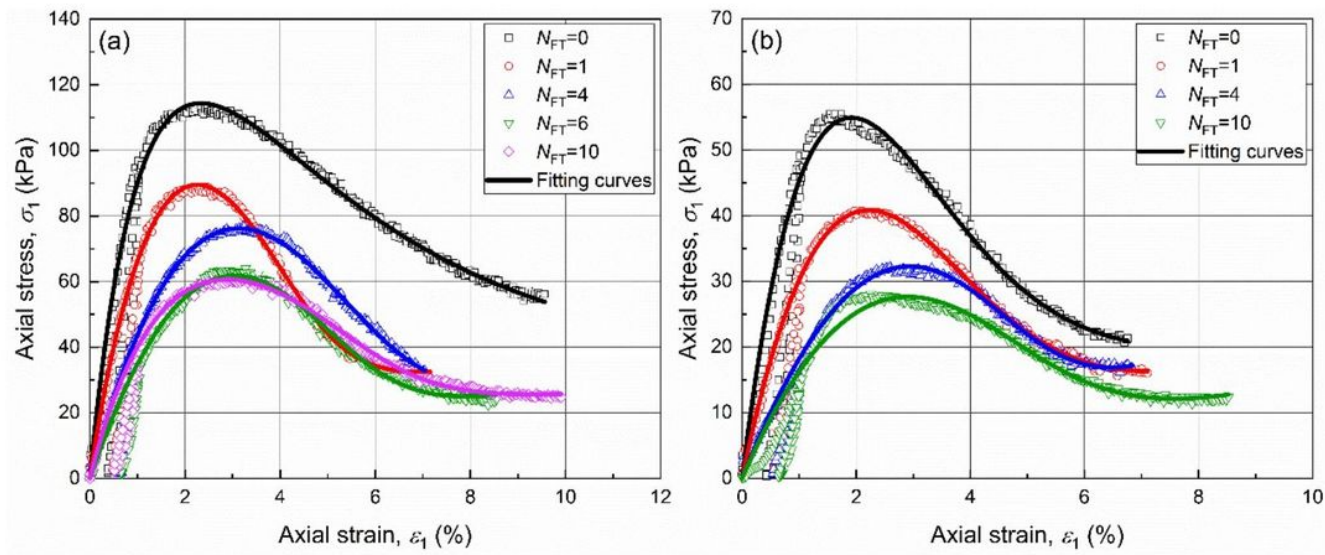 (a)
N_FT=0
N_FT=1
N_FT=4
N_FT=6
N_FT=10
Fitting curves
Axial stress, σ₁ (kPa)
140
120
100
80
60
40
20
0
0 2 4 6 8 10 12
Axial strain, ε₁ (%)
(b)
N_FT=0
N_FT=1
N_FT=4
N_FT=10
Fitting curves
Axial stress, σ₁ (kPa)
70
60
50
40
30
20
10
0
0 2 4 6 8 10
Axial strain, ε₁ (%)